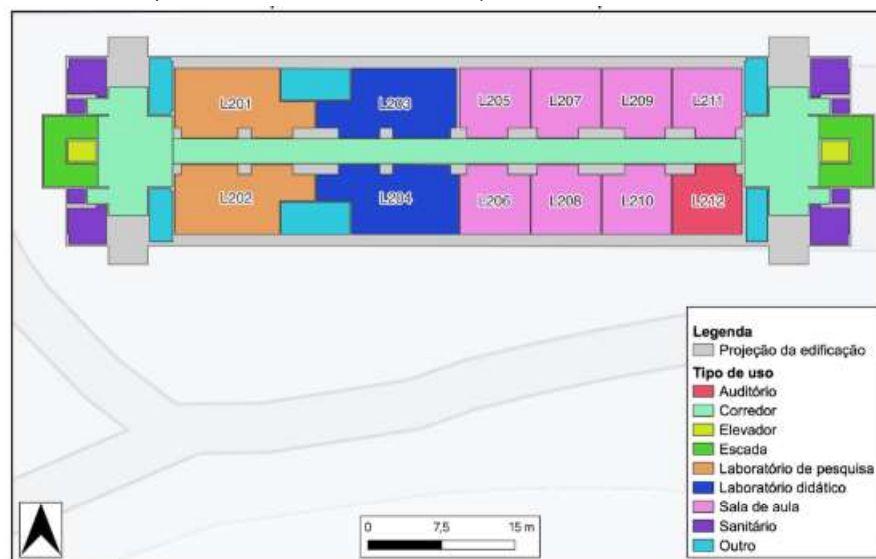 L201
L203
L205
L207
L209
L211
L202
L204
L206
L208
L210
L212
Legenda
Projeção da edificação
Tipo de uso
Auditório
Corredor
Elevador
Escada
Laboratório de pesquisa
Laboratório didático
Sala de aula
Sanitário
Outro
0 7,5 15 m